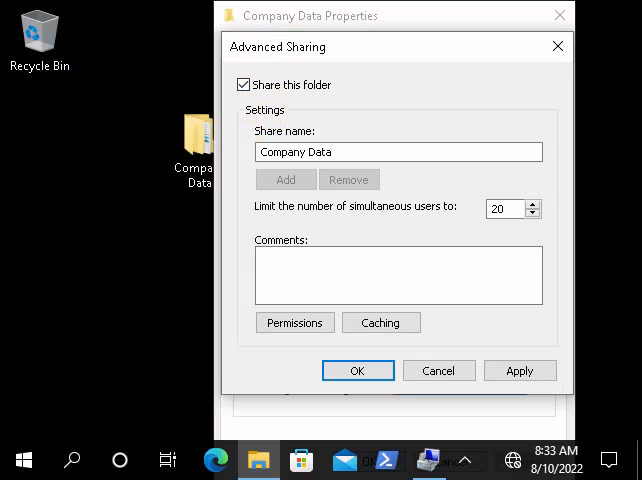 Company Data Properties
Recycle Bin
Advanced Sharing
Share this folder
Settings
Share name:
Company Data
Compa
Data
Add
Remove
Limit the number of simultaneous users to:
20
Comments:
Permissions
Caching
OK
Cancel
Apply
8:33 AM
8/10/2022